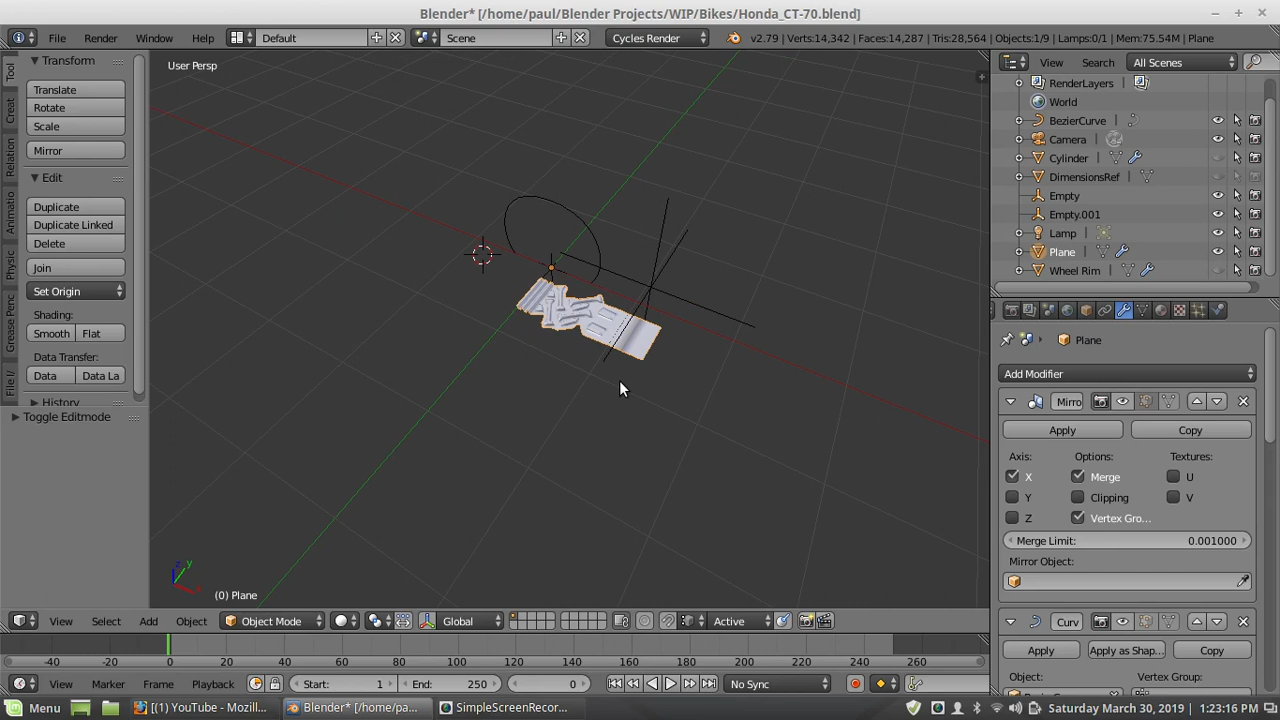 Blender* [/home/paul/Blender Projects/WIP/Bikes/Honda_CT-70.blend]
File Render Window Help Default Scene Cycles Render v2.79 | Verts:14,342 | Faces:14,287 | Tris:28,564 | Objects:1/9 | Lamps:0/1 | Mem:75.54M | Plane
Tool
Creat
Relation
Animatio
Physic
Grease Penc
File I/
Transform
Translate
Rotate
Scale
Mirror
Edit
Duplicate
Duplicate Linked
Delete
Join
Set Origin
Shading:
Smooth Flat
Data Transfer:
Data Data La
History
Toggle Editmode
User Persp
z y x
(0) Plane
View Search All Scenes
RenderLayers
World
BezierCurve
Camera
Cylinder
DimensionsRef
Empty
Empty.001
Lamp
Plane
Wheel Rim
Plane
Add Modifier
Mirro
Apply Copy
Axis: Options: Textures:
X Merge U
Y Clipping V
Z Vertex Gro...
Merge Limit: 0.001000
Mirror Object:
Curv
Apply Apply as Shap... Copy
Object: Vertex Group:
View Select Add Object Object Mode Global Active
-40 -20 0 20 40 60 80 100 120 140 160 180 200 220 240 260
View Marker Frame Playback Start: 1 End: 250 0 No Sync
Menu [(1) YouTube - Mozill... Blender* [/home/pa... SimpleScreenRecor... Saturday March 30, 2019 1:23:16 PM